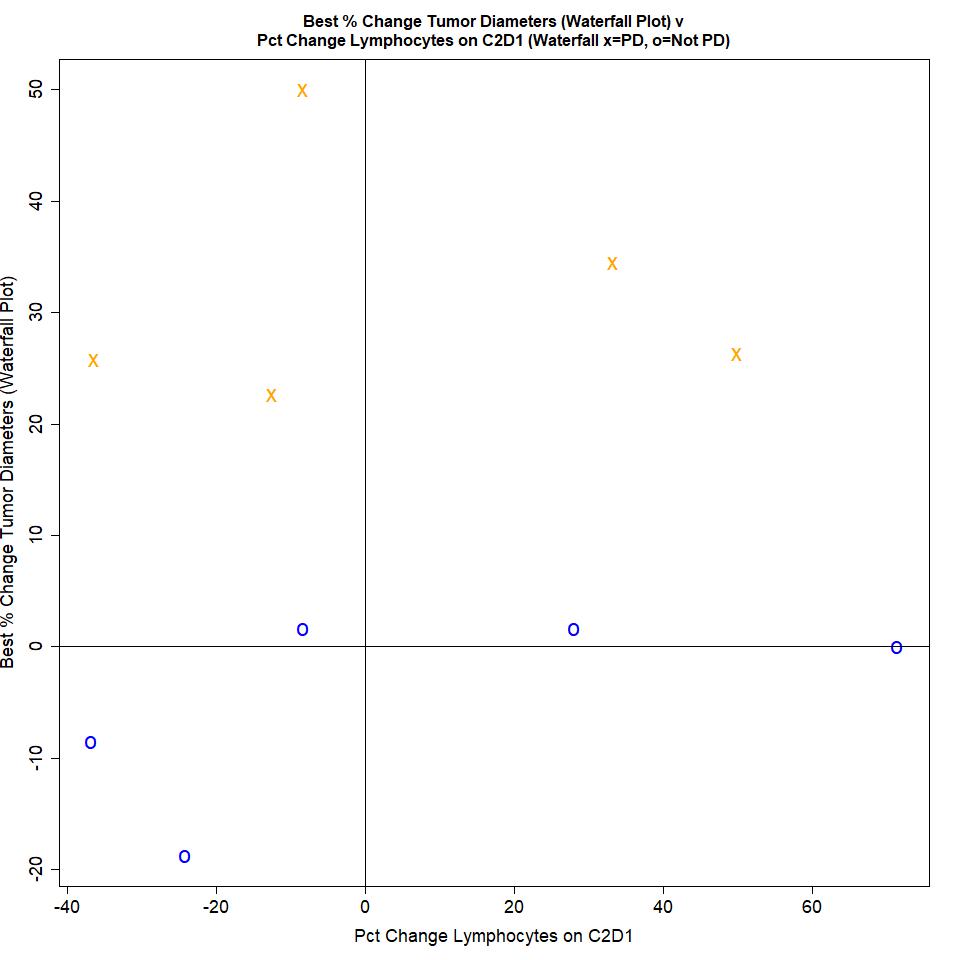 Best % Change Tumor Diameters (Waterfall Plot) v
Pct Change Lymphocytes on C2D1 (Waterfall x=PD, o=Not PD)
Best % Change Tumor Diameters (Waterfall Plot)
50
40
30
20
10
0
-10
-20
X
X
X
X
X
O
O
O
O
O
-40
-20
0
20
40
60
Pct Change Lymphocytes on C2D1